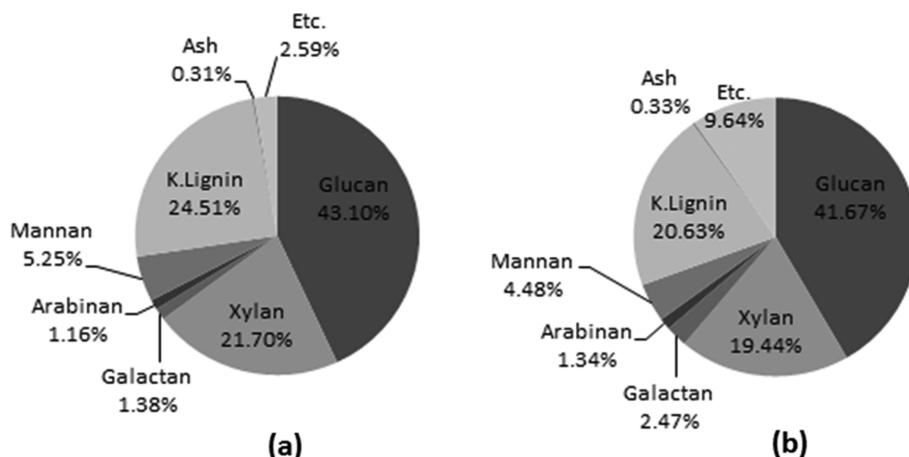 Etc.
2.59%
Ash
0.31%
Glucan
43.10%
K.Lignin
24.51%
Mannan
5.25%
Arabinan
1.16%
Xylan
21.70%
Galactan
1.38%
(a)
Ash
0.33%
Etc.
9.64%
Glucan
41.67%
K.Lignin
20.63%
Mannan
4.48%
Arabinan
1.34%
Xylan
19.44%
Galactan
2.47%
(b)